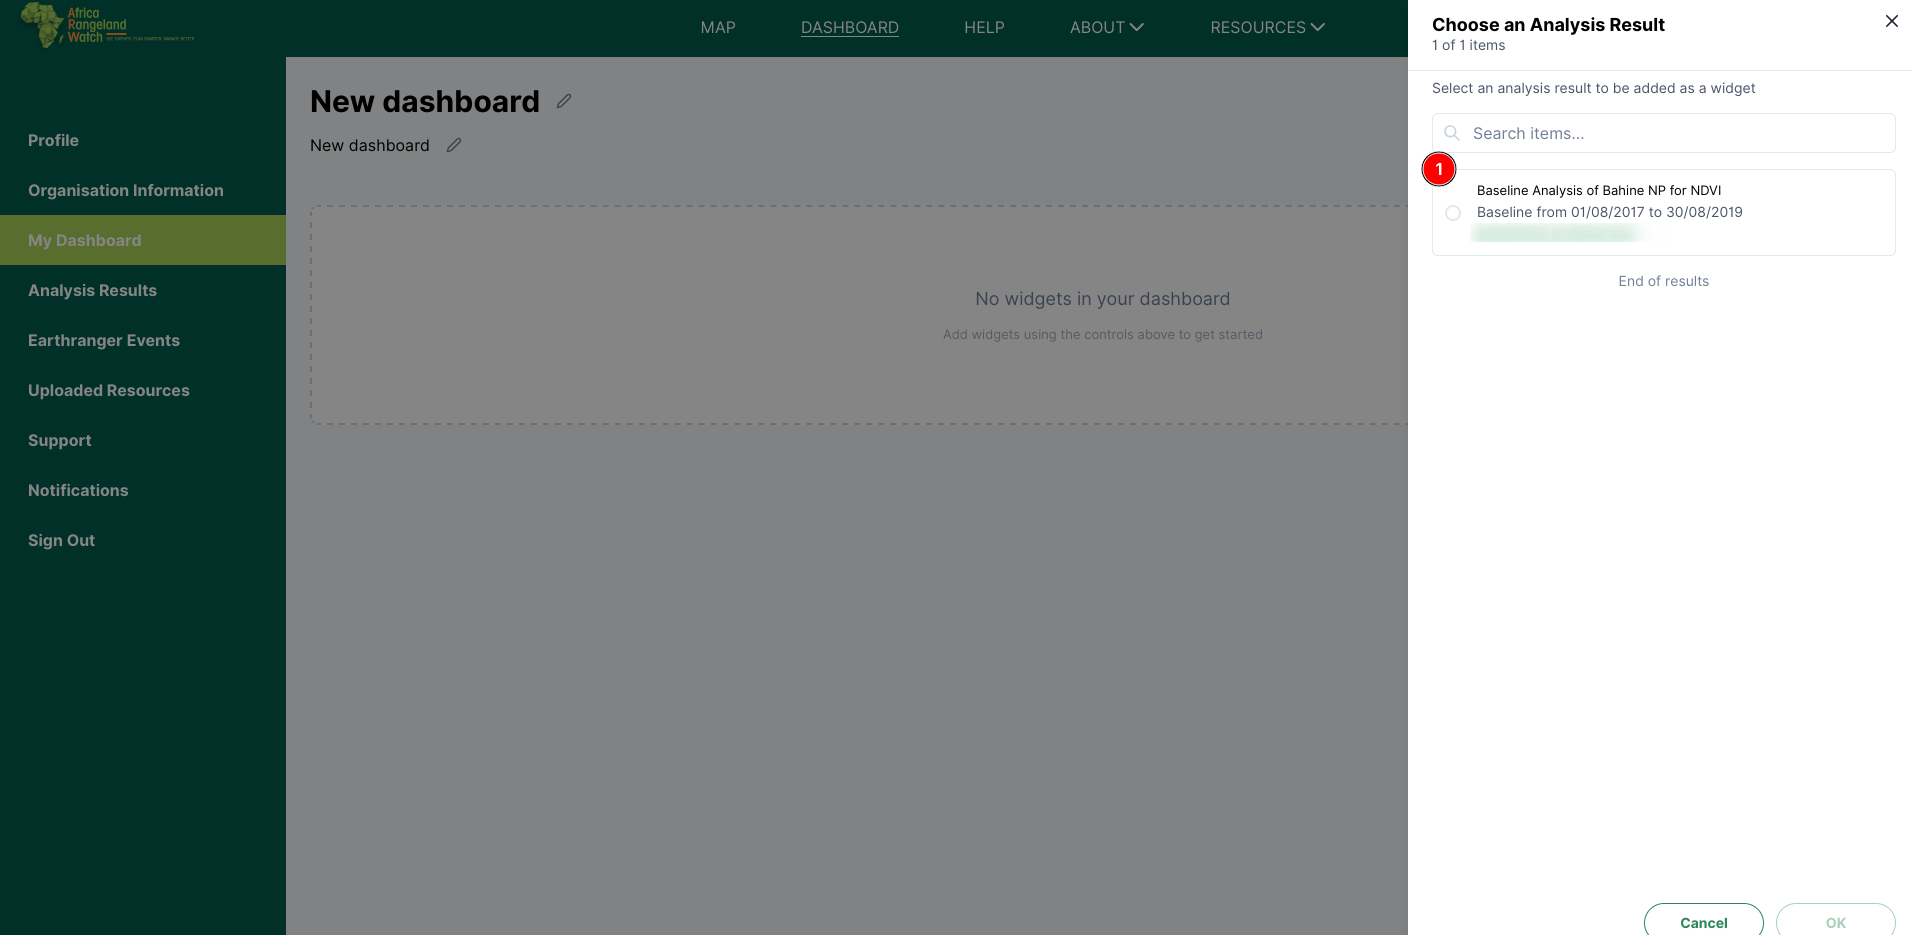 Africa
Rangeland
Watch
MAP
DASHBOARD
HELP
ABOUT
RESOURCES
Profile
Organisation Information
My Dashboard
Analysis Results
Earthranger Events
Uploaded Resources
Support
Notifications
Sign Out
New dashboard
New dashboard
No widgets in your dashboard
Add widgets using the controls above to get started
Choose an Analysis Result
1 of 1 items
Select an analysis result to be added as a widget
Search items...
1
Baseline Analysis of Bahine NP for NDVI
Baseline from 01/08/2017 to 30/08/2019
End of results
Cancel
OK